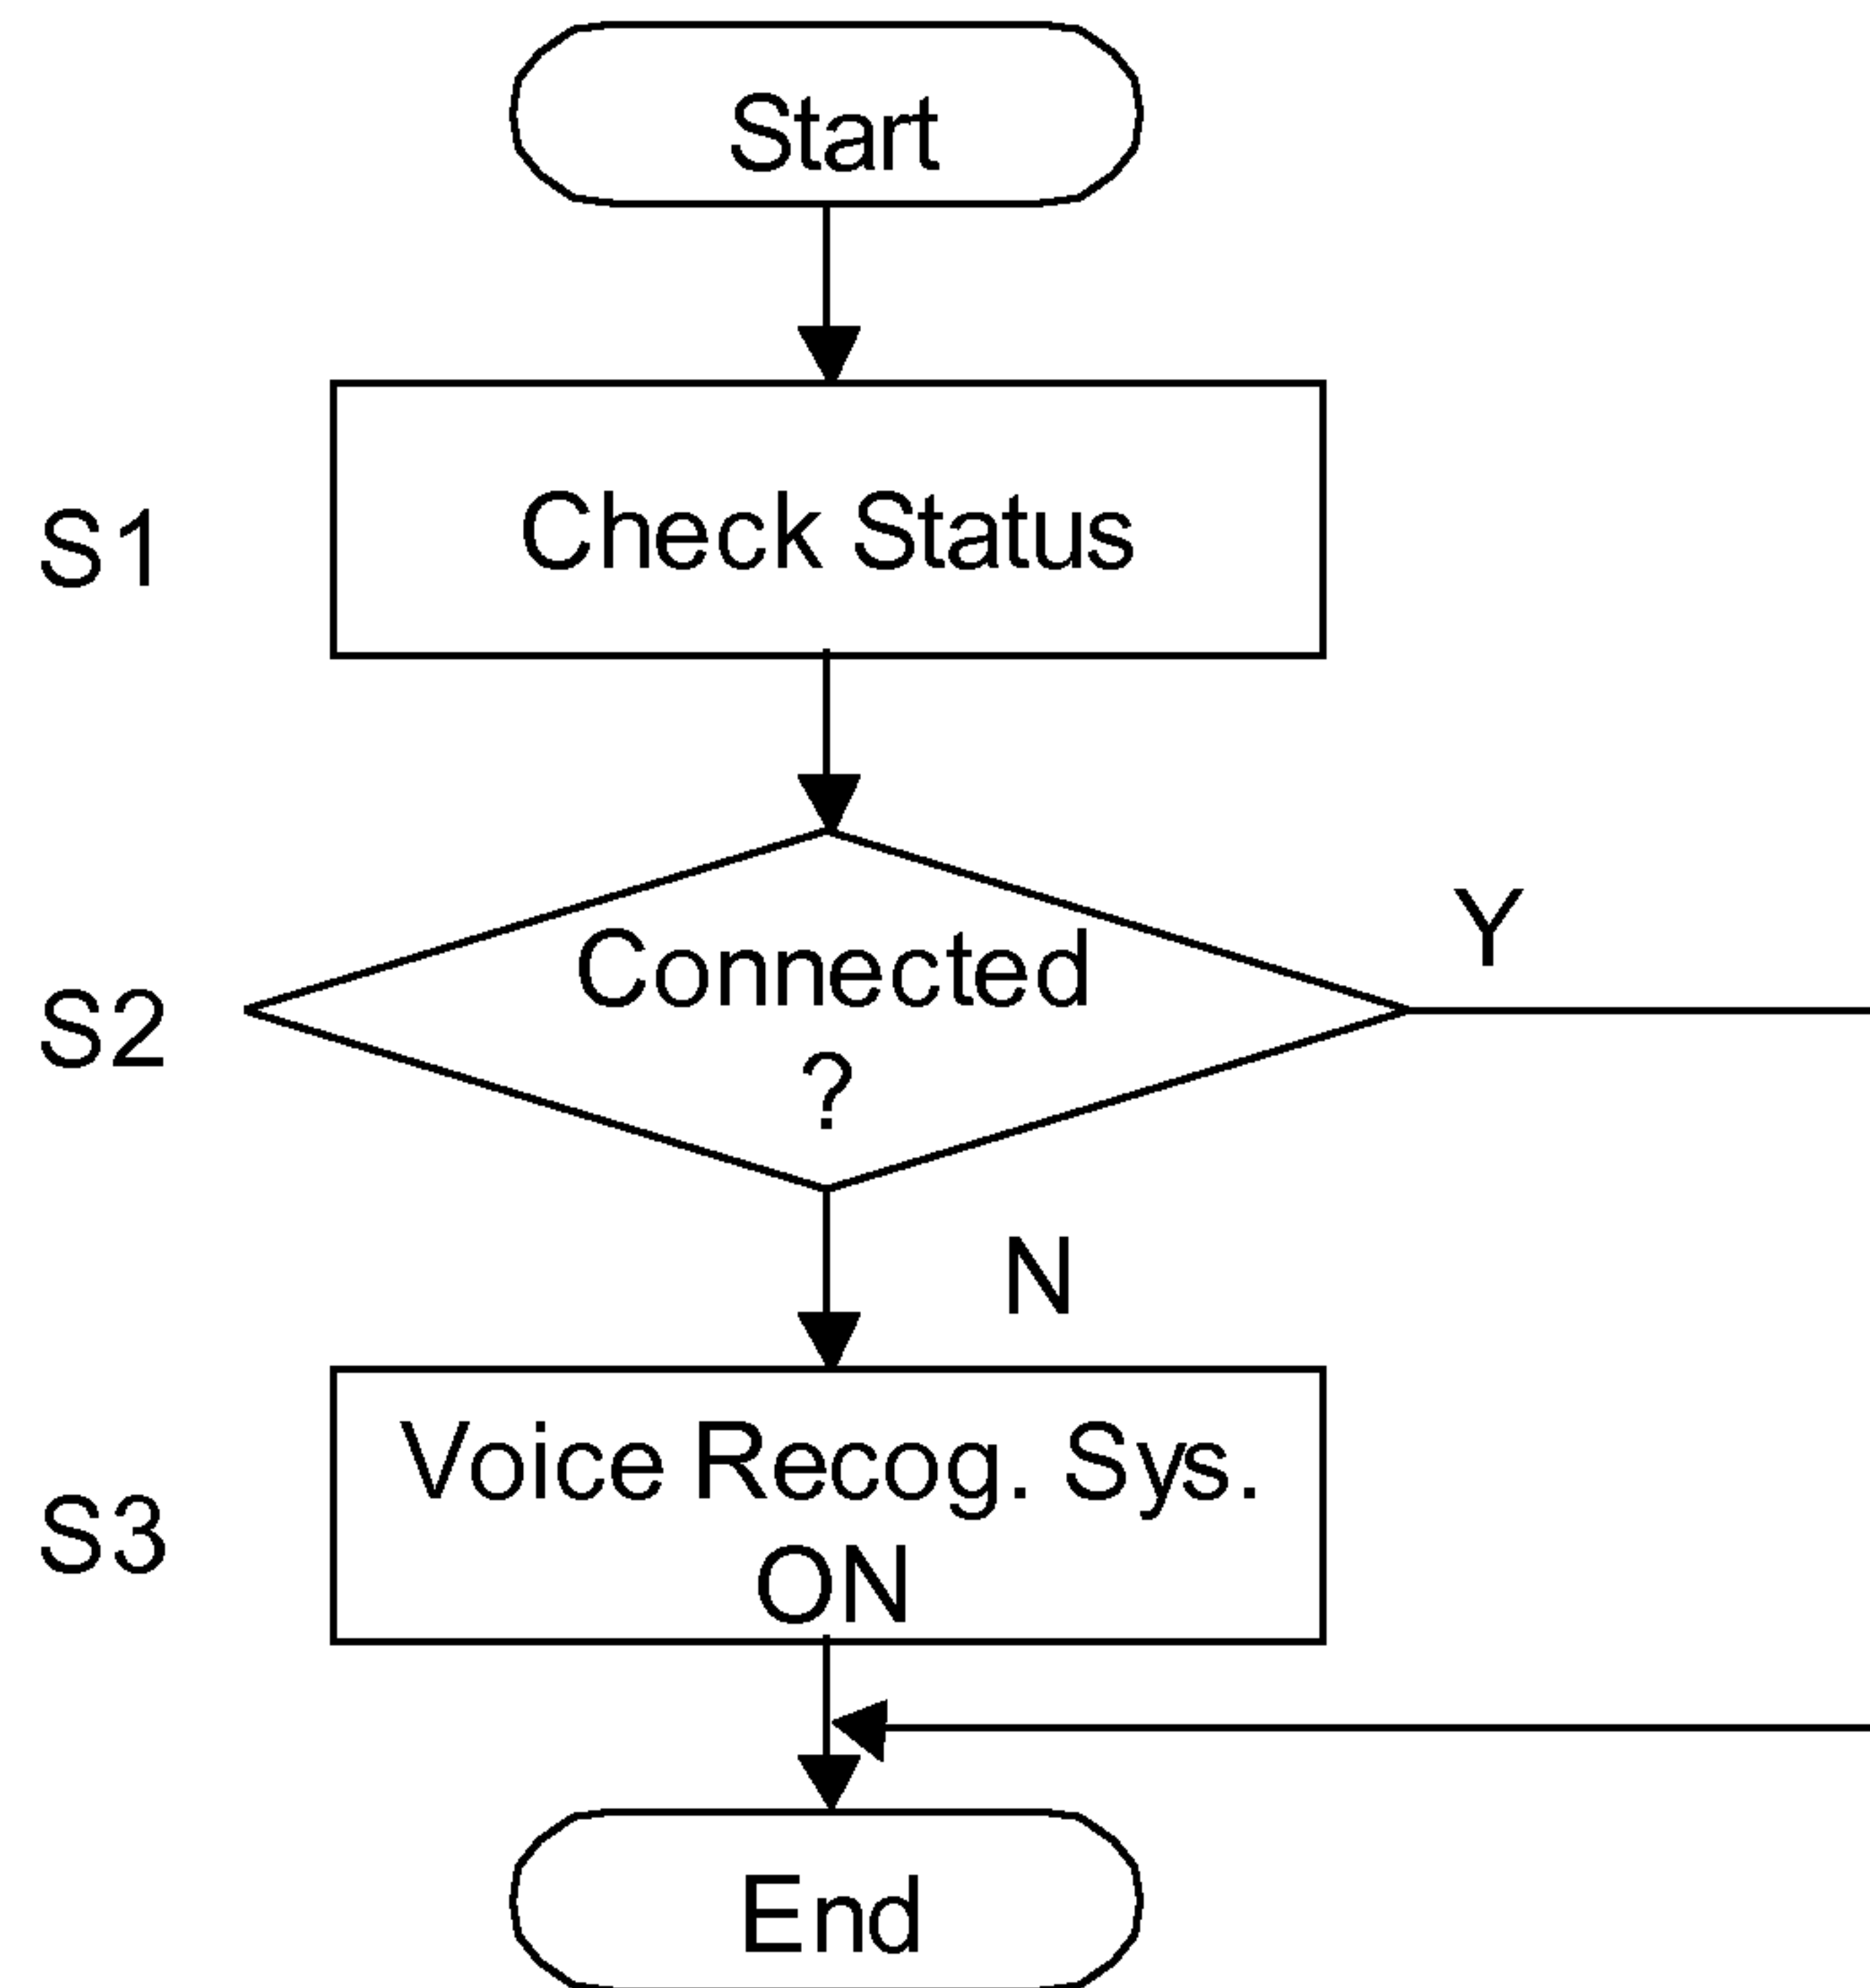 Start
S1
Check Status
S2
Connected
?
Y
N
S3
Voice Recog. Sys.
ON
End